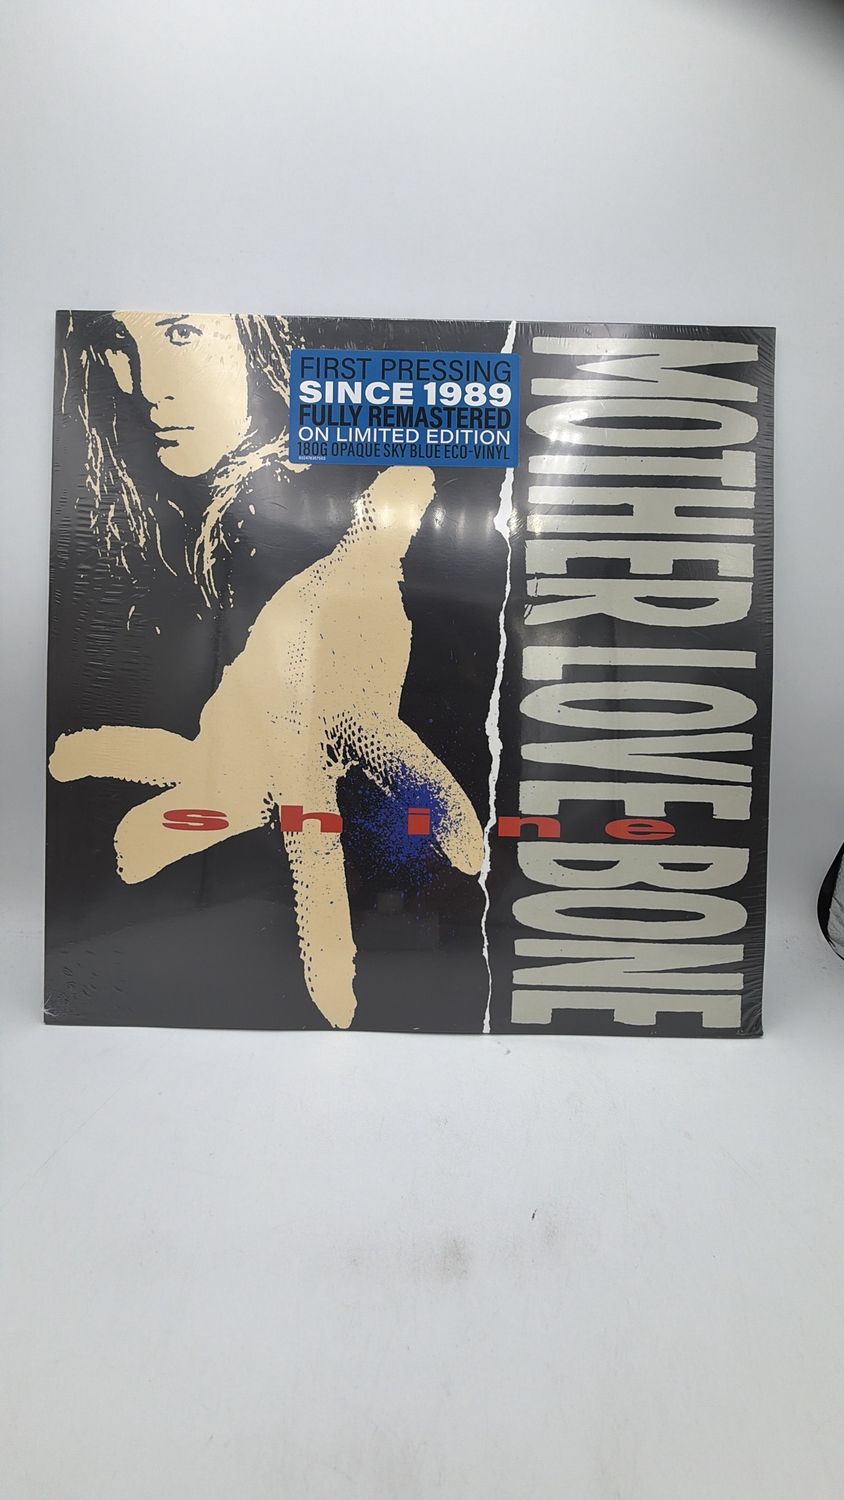 FIRST PRESSING
SINCE 1989
FULLY REMASTERED
ON LIMITED EDITION
180G OPAQUE SKY BLUE ECO-VINYL
MOTHER LOVE BONE
shine